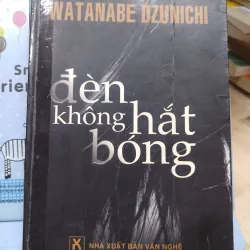 WATANABE DZUNICHI
đèn
không hắt
bóng
NHÀ XUẤT BẢN VĂN NGHỆ